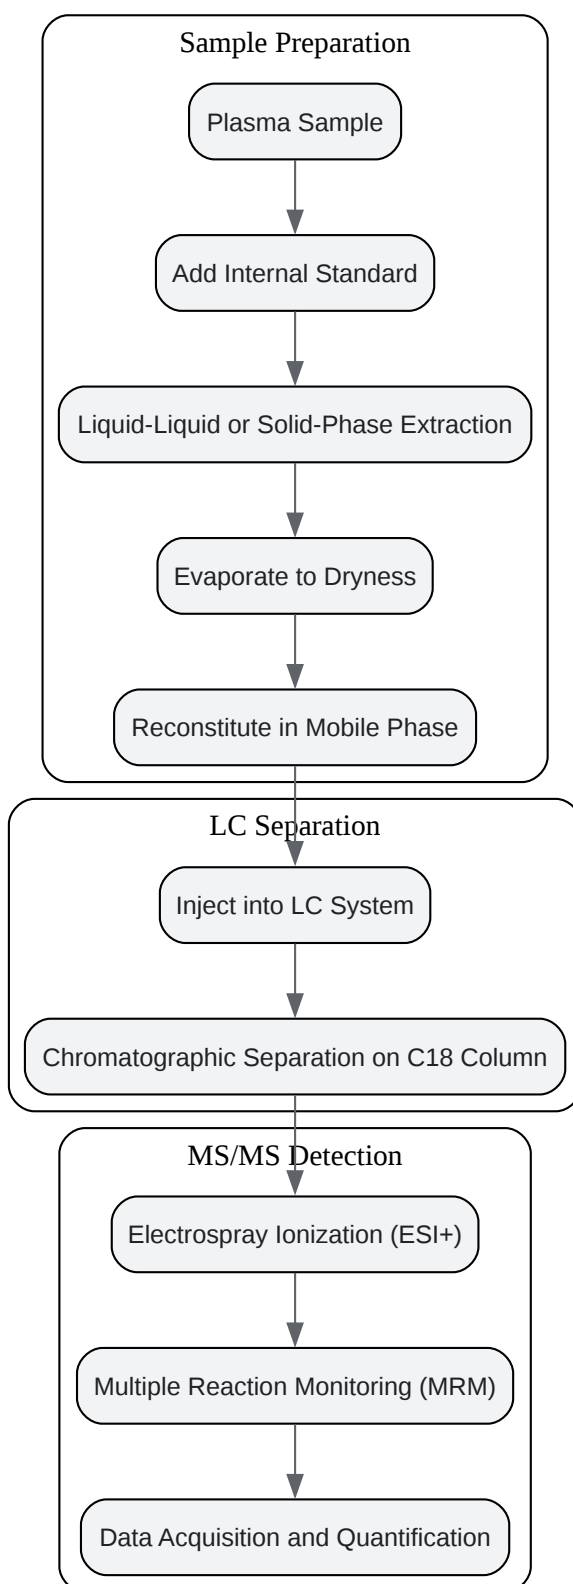 Sample Preparation
Plasma Sample
Add Internal Standard
Liquid-Liquid or Solid-Phase Extraction
Evaporate to Dryness
Reconstitute in Mobile Phase
LC Separation
Inject into LC System
Chromatographic Separation on C18 Column
MS/MS Detection
Electrospray Ionization (ESI+)
Multiple Reaction Monitoring (MRM)
Data Acquisition and Quantification